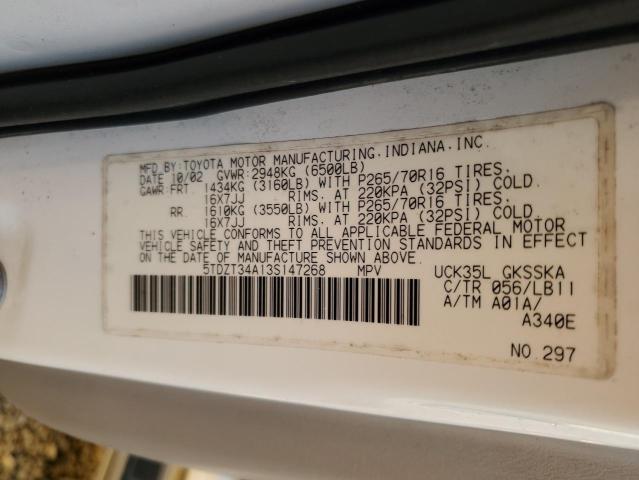 MFD.BY:TOYOTA MOTOR MANUFACTURING,INDIANA,INC.
DATE 10/02 GVWR:2948KG (6500LB)
GAWR:FRT. 1434KG (3160LB) WITH P265/70R16 TIRES,
16X7JJ RIMS, AT 220KPA (32PSI) COLD.
RR. 1610KG (3550LB) WITH P265/70R16 TIRES,
16X7JJ RIMS, AT 220KPA (32PSI) COLD.
THIS VEHICLE CONFORMS TO ALL APPLICABLE FEDERAL MOTOR
VEHICLE SAFETY AND THEFT PREVENTION STANDARDS IN EFFECT
ON THE DATE OF MANUFACTURE SHOWN ABOVE.
5TDZT34A13S147268 MPV UCK35L GKSSKA
C/TR 056/LB11
A/TM A01A/
A340E
NO.297